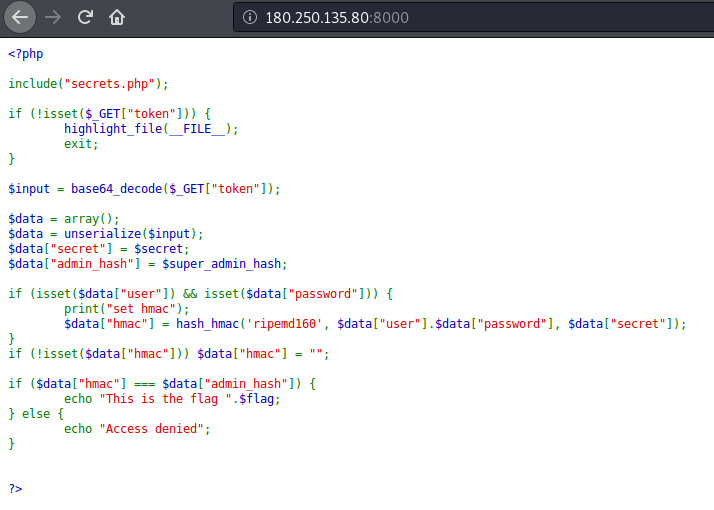 180.250.135.80:8000
<?php
include("secrets.php");
if (!isset($_GET["token"])) {
        highlight_file(__FILE__);
        exit;
}
$input = base64_decode($_GET["token"]);
$data = array();
$data = unserialize($input);
$data["secret"] = $secret;
$data["admin_hash"] = $super_admin_hash;
if (isset($data["user"]) && isset($data["password"])) {
        print("set hmac");
        $data["hmac"] = hash_hmac('ripemd160', $data["user"].$data["password"], $data["secret"]);
}
if (!isset($data["hmac"])) $data["hmac"] = "";
if ($data["hmac"] === $data["admin_hash"]) {
        echo "This is the flag ".$flag;
} else {
        echo "Access denied";
}
?>